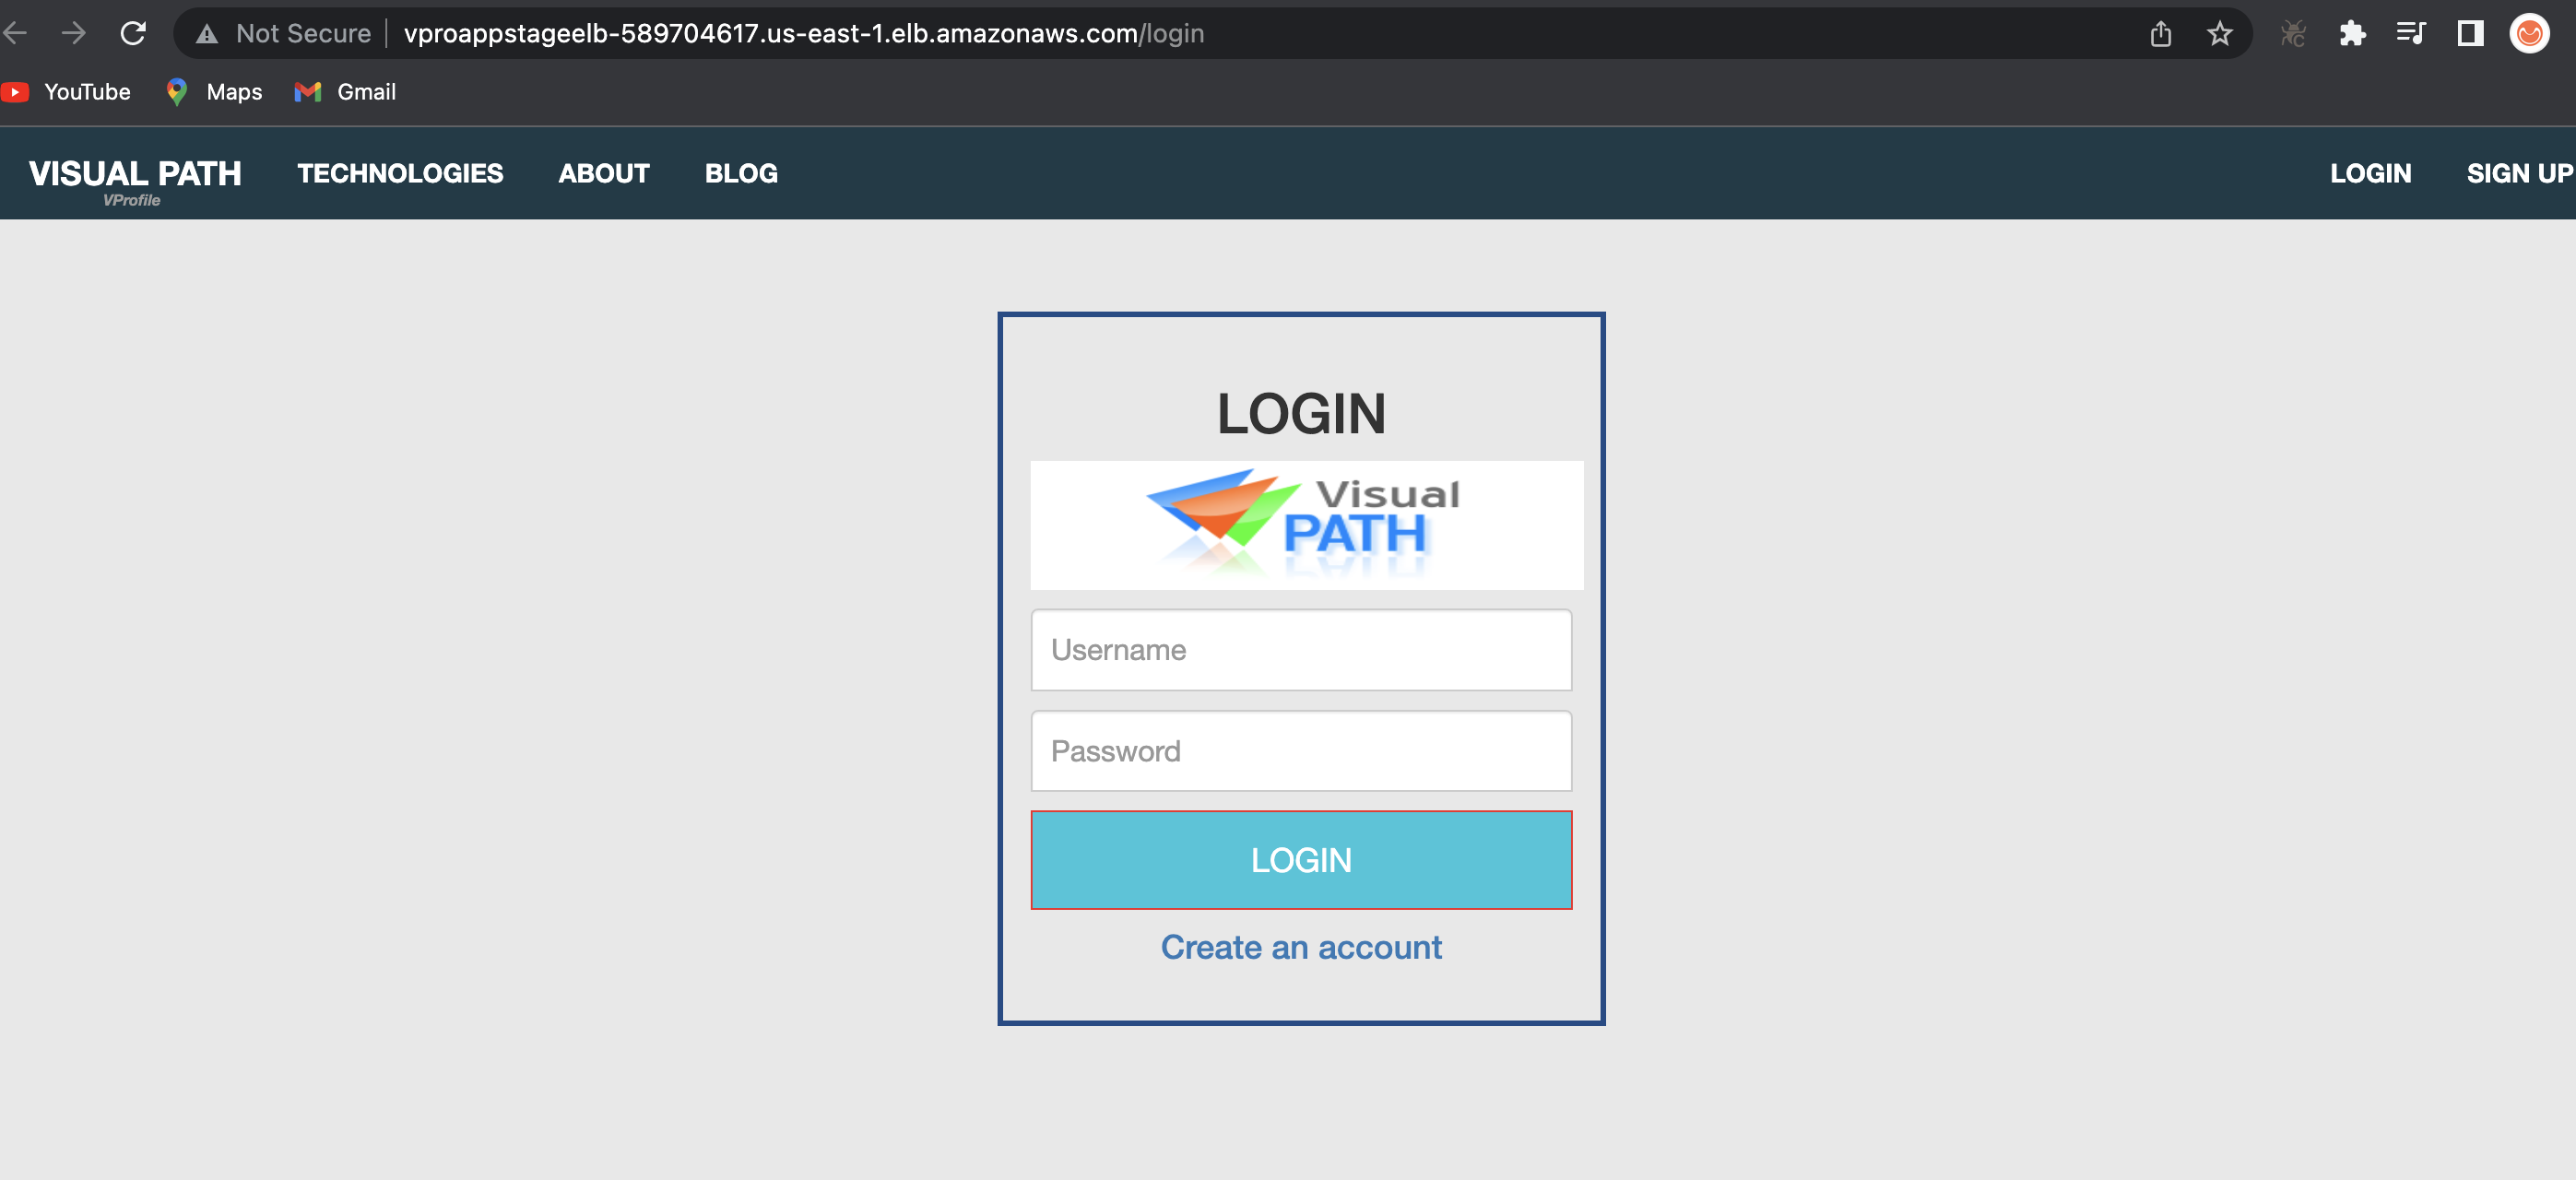 Not Secure vproappstageelb-589704617.us-east-1.elb.amazonaws.com/login
YouTube Maps Gmail
VISUAL PATH TECHNOLOGIES ABOUT BLOG LOGIN SIGN UP
VProfile
LOGIN
Visual
PATH
Username
Password
LOGIN
Create an account